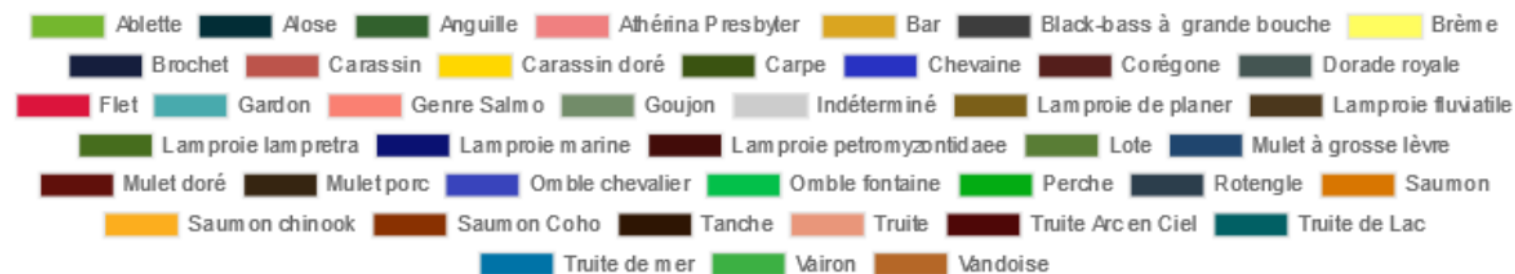 Ablette Alose Anguille Athérina Presbyter Bar Black-bass à grande bouche Brème
Brochet Carassin Carassin doré Carpe Chevaine Corégone Dorade royale
Flet Gardon Genre Salmo Goujon Indéterminé Lamproie de planer Lamproie fluviatile
Lamproie lampretra Lamproie marine Lamproie petromyzontidaee Lote Mulet à grosse lèvre
Mulet doré Mulet porc Omble chevalier Omble fontaine Perche Rotengle Saumon
Saumon chinook Saumon Coho Tanche Truite Truite Arc en Ciel Truite de Lac
Truite de mer Vairon Vandoise